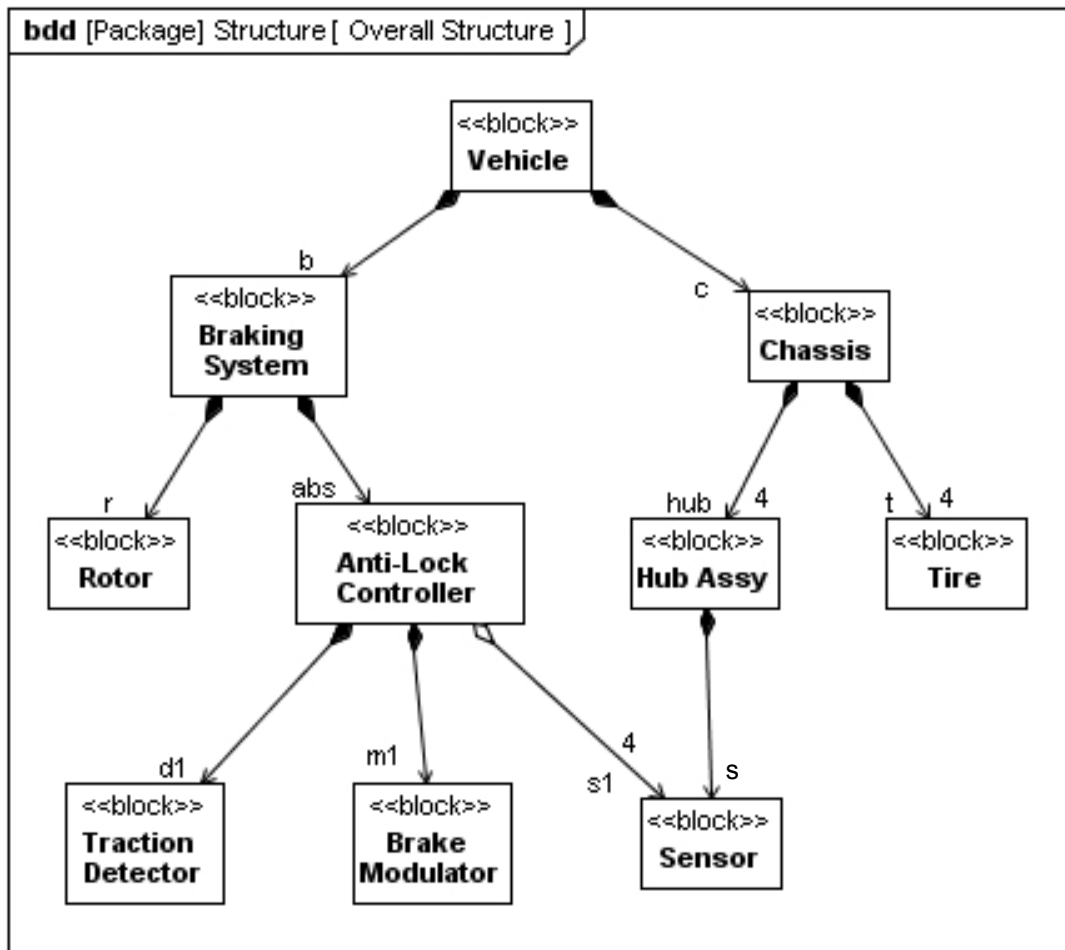 bdd [Package] Structure [ Overall Structure ]
<<block>>
Vehicle
b
c
<<block>>
Braking
System
<<block>>
Chassis
r
abs
hub
4
t
4
<<block>>
Rotor
<<block>>
Anti-Lock
Controller
<<block>>
Hub Assy
<<block>>
Tire
d1
m1
s1
4
s
<<block>>
Traction
Detector
<<block>>
Brake
Modulator
<<block>>
Sensor